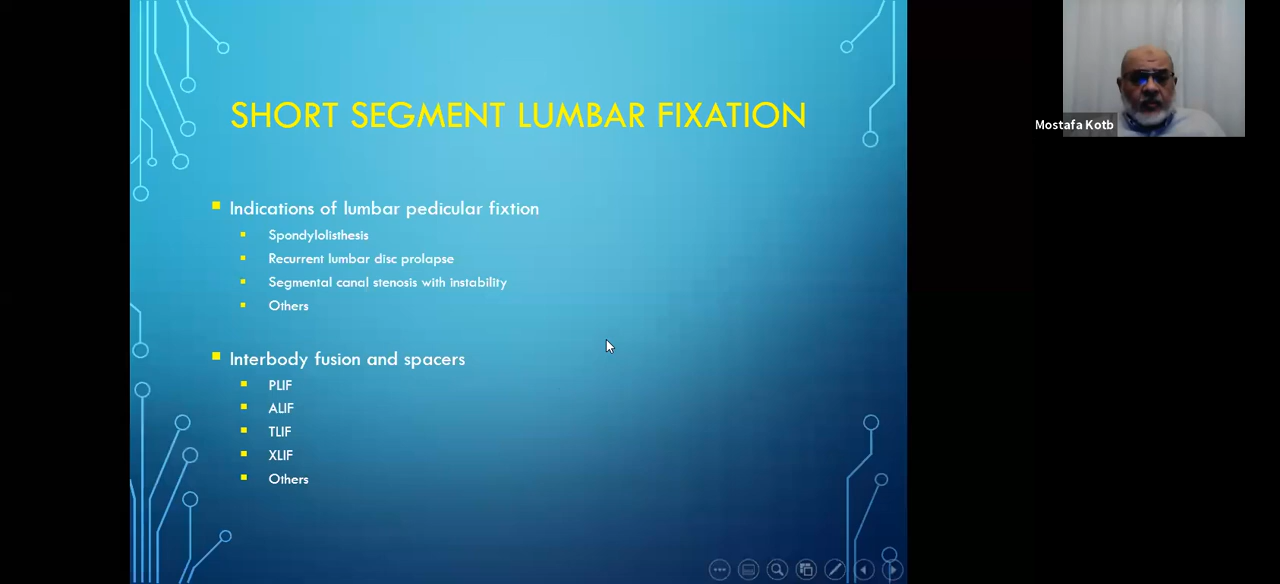 SHORT SEGMENT LUMBAR FIXATION
Indications of lumbar pedicular fixtion
Spondylolisthesis
Recurrent lumbar disc prolapse
Segmental canal stenosis with instability
Others
Interbody fusion and spacers
PLIF
ALIF
TLIF
XLIF
Others
Mostafa Kotb